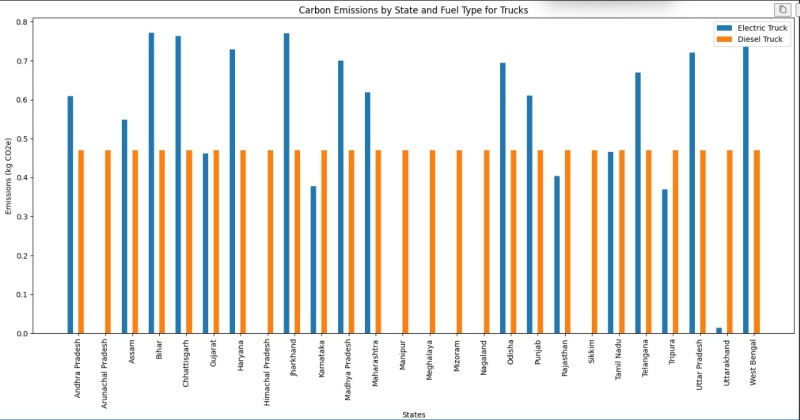 Carbon Emissions by State and Fuel Type for Trucks
Electric Truck
Diesel Truck
0.8
0.7
0.6
0.5
0.4
0.3
0.2
0.1
0.0
Emissions (kg CO2e)
Andhra Pradesh
Arunachal Pradesh
Assam
Bihar
Chhattisgarh
Gujarat
Haryana
Himachal Pradesh
Jharkhand
Karnataka
Madhya Pradesh
Maharashtra
Manipur
Meghalaya
Mizoram
Nagaland
Odisha
Punjab
Rajasthan
Sikkim
Tamil Nadu
Telangana
Tripura
Uttar Pradesh
Uttarakhand
West Bengal
States